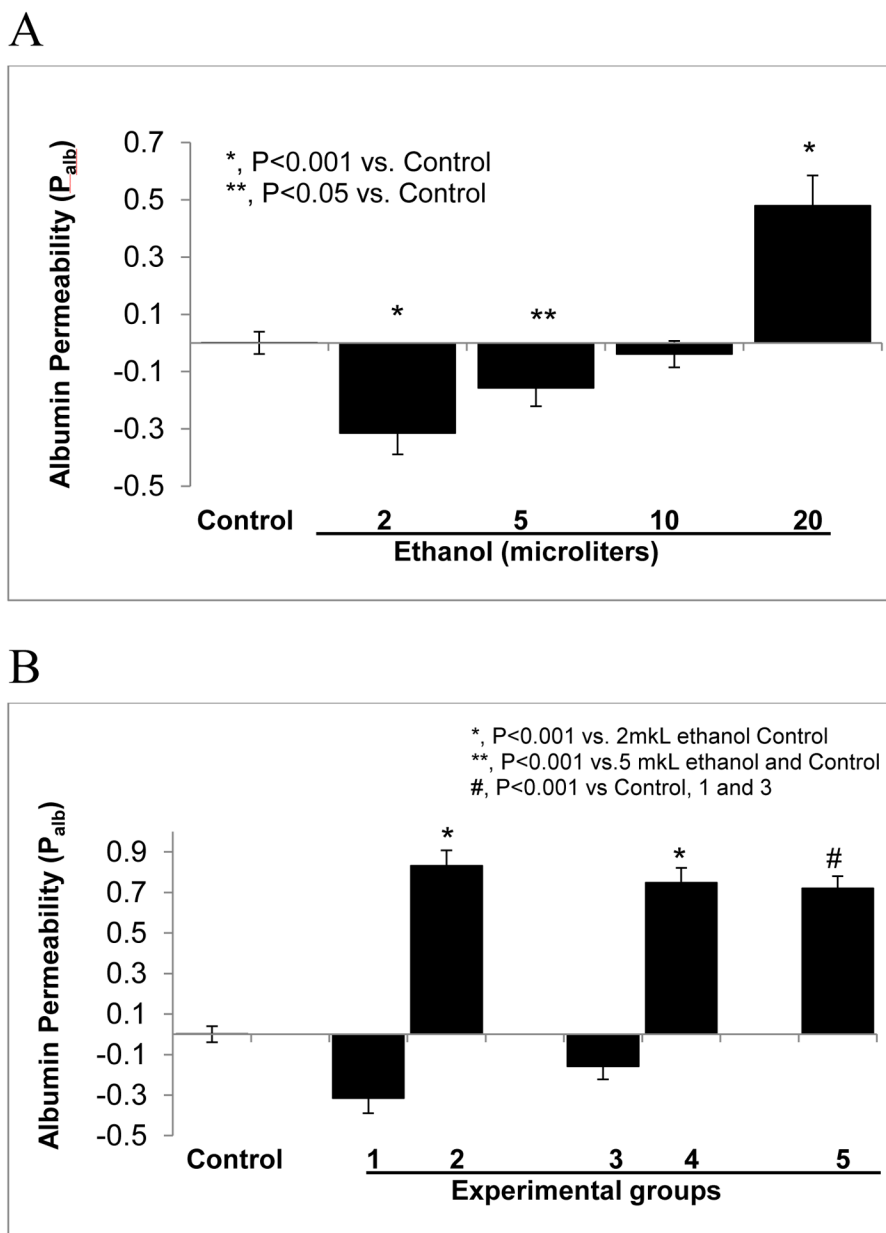 A
Albumin Permeability (Palb)
0.7
0.5
0.3
0.1
-0.1
-0.3
-0.5
*, P<0.001 vs. Control
**, P<0.05 vs. Control
*
**
*
Control 2 5 10 20
Ethanol (microliters)
B
*, P<0.001 vs. 2mkL ethanol Control
**, P<0.001 vs.5 mkL ethanol and Control
#, P<0.001 vs Control, 1 and 3
Albumin Permeability (Palb)
0.9
0.7
0.5
0.3
0.1
-0.1
-0.3
-0.5
*
*
#
Control 1 2 3 4 5
Experimental groups